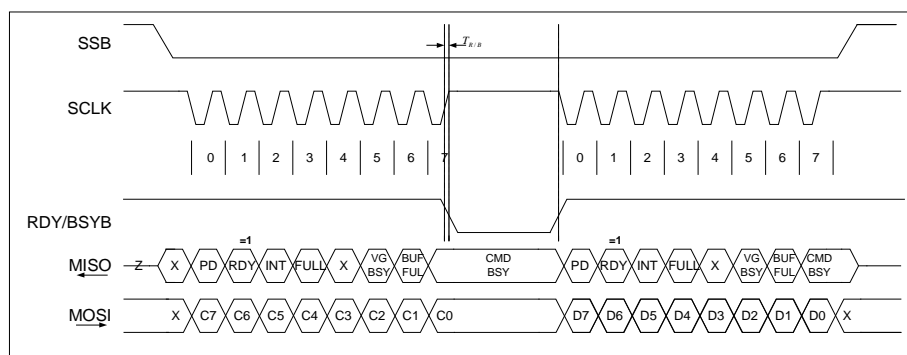 SSB
T R/B
SCLK
0 1 2 3 4 5 6 7 0 1 2 3 4 5 6 7
RDY/BSYB
=1 =1
MISO Z X PD RDY INT FULL X VG BSY BUF FUL CMD BSY PD RDY INT FULL X VG BSY BUF FUL CMD BSY
MOSI X C7 C6 C5 C4 C3 C2 C1 C0 D7 D6 D5 D4 D3 D2 D1 D0 X